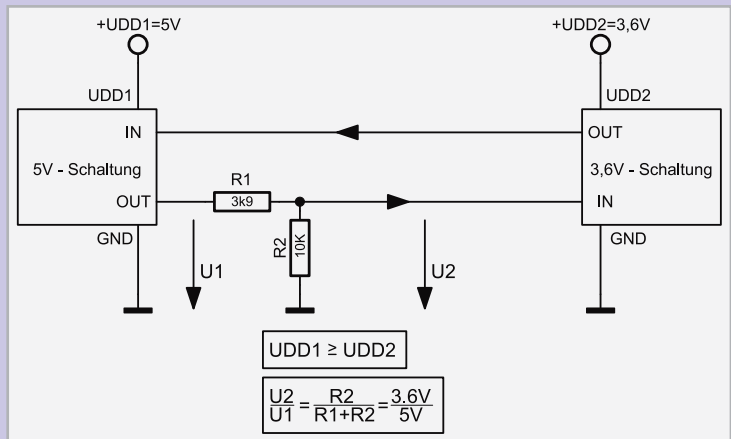 +UDD1=5V
+UDD2=3,6V
UDD1
UDD2
IN
OUT
5V - Schaltung
3,6V - Schaltung
R1
OUT
3k9
IN
GND
R2
10K
GND
U1
U2
UDD1 ≥ UDD2
U2/U1 = R2/R1+R2 = 3.6V/5V